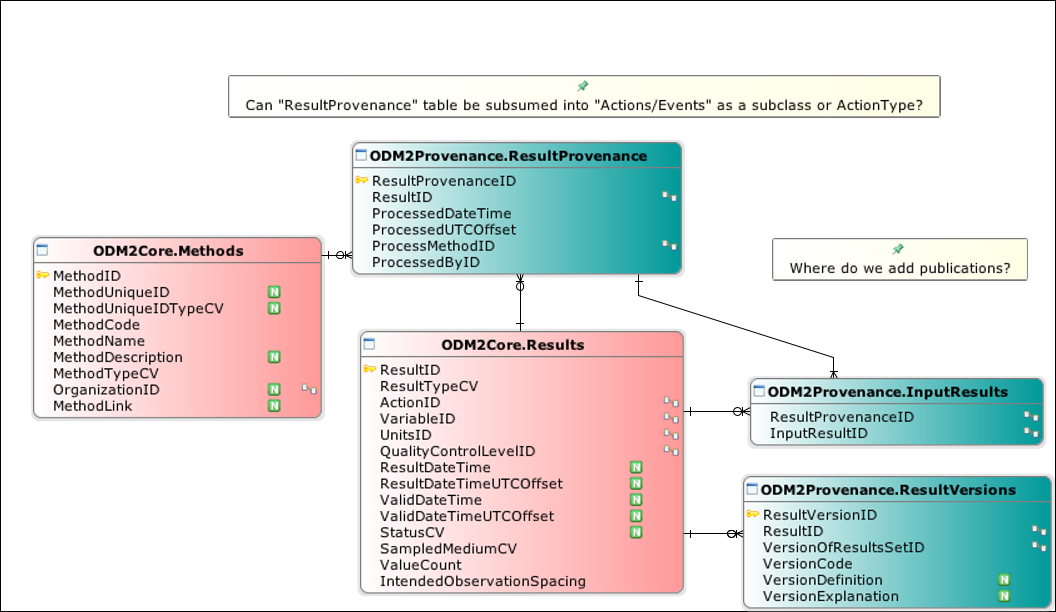 Can "ResultProvenance" table be subsumed into "Actions/Events" as a subclass or ActionType?
ODM2Provenance.ResultProvenance
ResultProvenanceID
ResultID
ProcessedDateTime
ProcessedUTCOffset
ProcessMethodID
ProcessedByID
ODM2Core.Methods
MethodID
MethodUniqueID N
MethodUniqueIDTypeCV N
MethodCode
MethodName
MethodDescription N
MethodTypeCV
OrganizationID N
MethodLink N
Where do we add publications?
ODM2Core.Results
ResultID
ResultTypeCV
ActionID
VariableID
UnitsID
QualityControlLevelID
ResultDateTime N
ResultDateTimeUTCOffset N
ValidDateTime N
ValidDateTimeUTCOffset N
StatusCV N
SampledMediumCV
ValueCount
IntendedObservationSpacing
ODM2Provenance.InputResults
ResultProvenanceID
InputResultID
ODM2Provenance.ResultVersions
ResultVersionID
ResultID
VersionOfResultsSetID
VersionCode
VersionDefinition N
VersionExplanation N